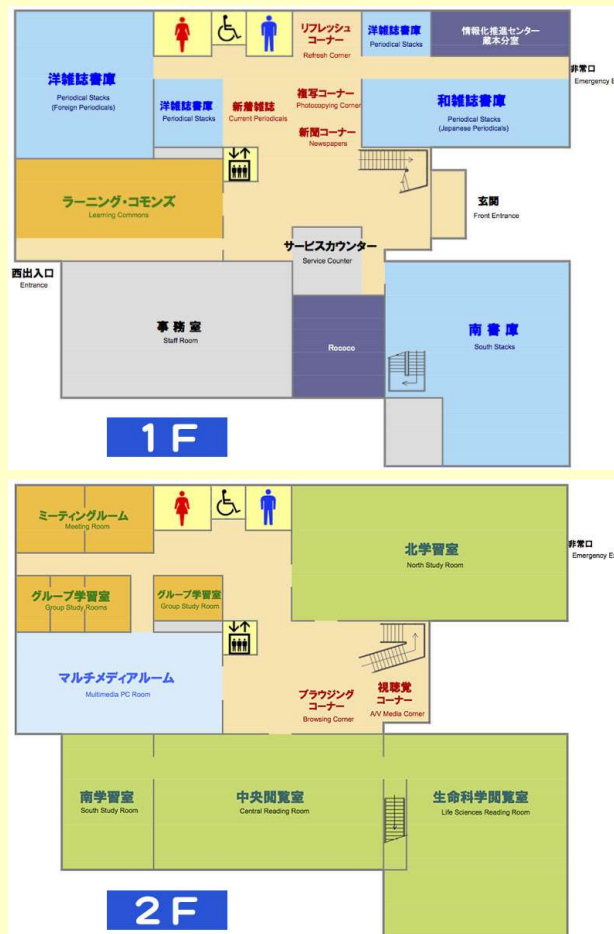 リフレッシュ
コーナー
Refresh Corner
洋雑誌書庫
Periodical Stacks
情報化推進センター
蔵本分室
洋雑誌書庫
Periodical Stacks
(Foreign Periodicals)
非常口
Emergency E
洋雑誌書庫
Periodical Stacks
新着雑誌
Current Periodicals
複写コーナー
Photocopying Corner
新聞コーナー
Newspapers
和雑誌書庫
Periodical Stacks
(Japanese Periodicals)
ラーニング・コモンズ
Learning Commons
玄関
Front Entrance
サービスカウンター
Service Counter
西出入口
Entrance
事務室
Staff Room
Rococo
南書庫
South Stacks
1F
ミーティングルーム
Meeting Room
北学習室
North Study Room
非常口
Emergency E
グループ学習室
Group Study Rooms
グループ学習室
Group Study Room
マルチメディアルーム
Multimedia PC Room
ブラウジング
コーナー
Browsing Corner
視聴覚
コーナー
A/V Media Corner
南学習室
South Study Room
中央閲覧室
Central Reading Room
生命科学閲覧室
Life Sciences Reading Room
2F